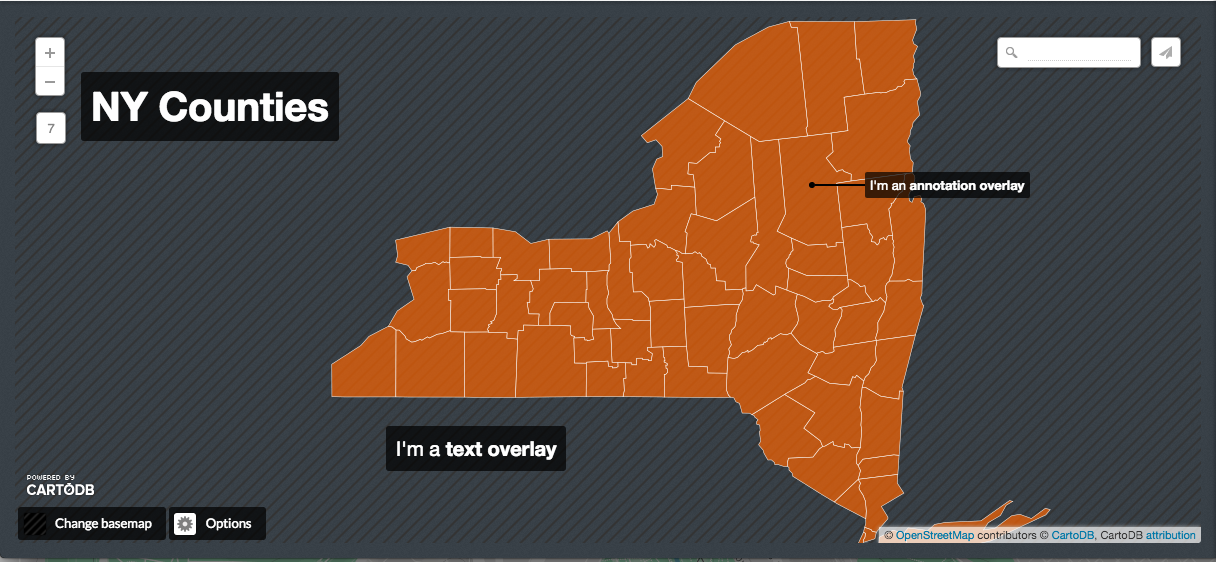 +
−
7
NY Counties
I'm an annotation overlay
I'm a text overlay
POWERED BY
CARTODB
Change basemap
Options
© OpenStreetMap contributors © CartoDB, CartoDB attribution